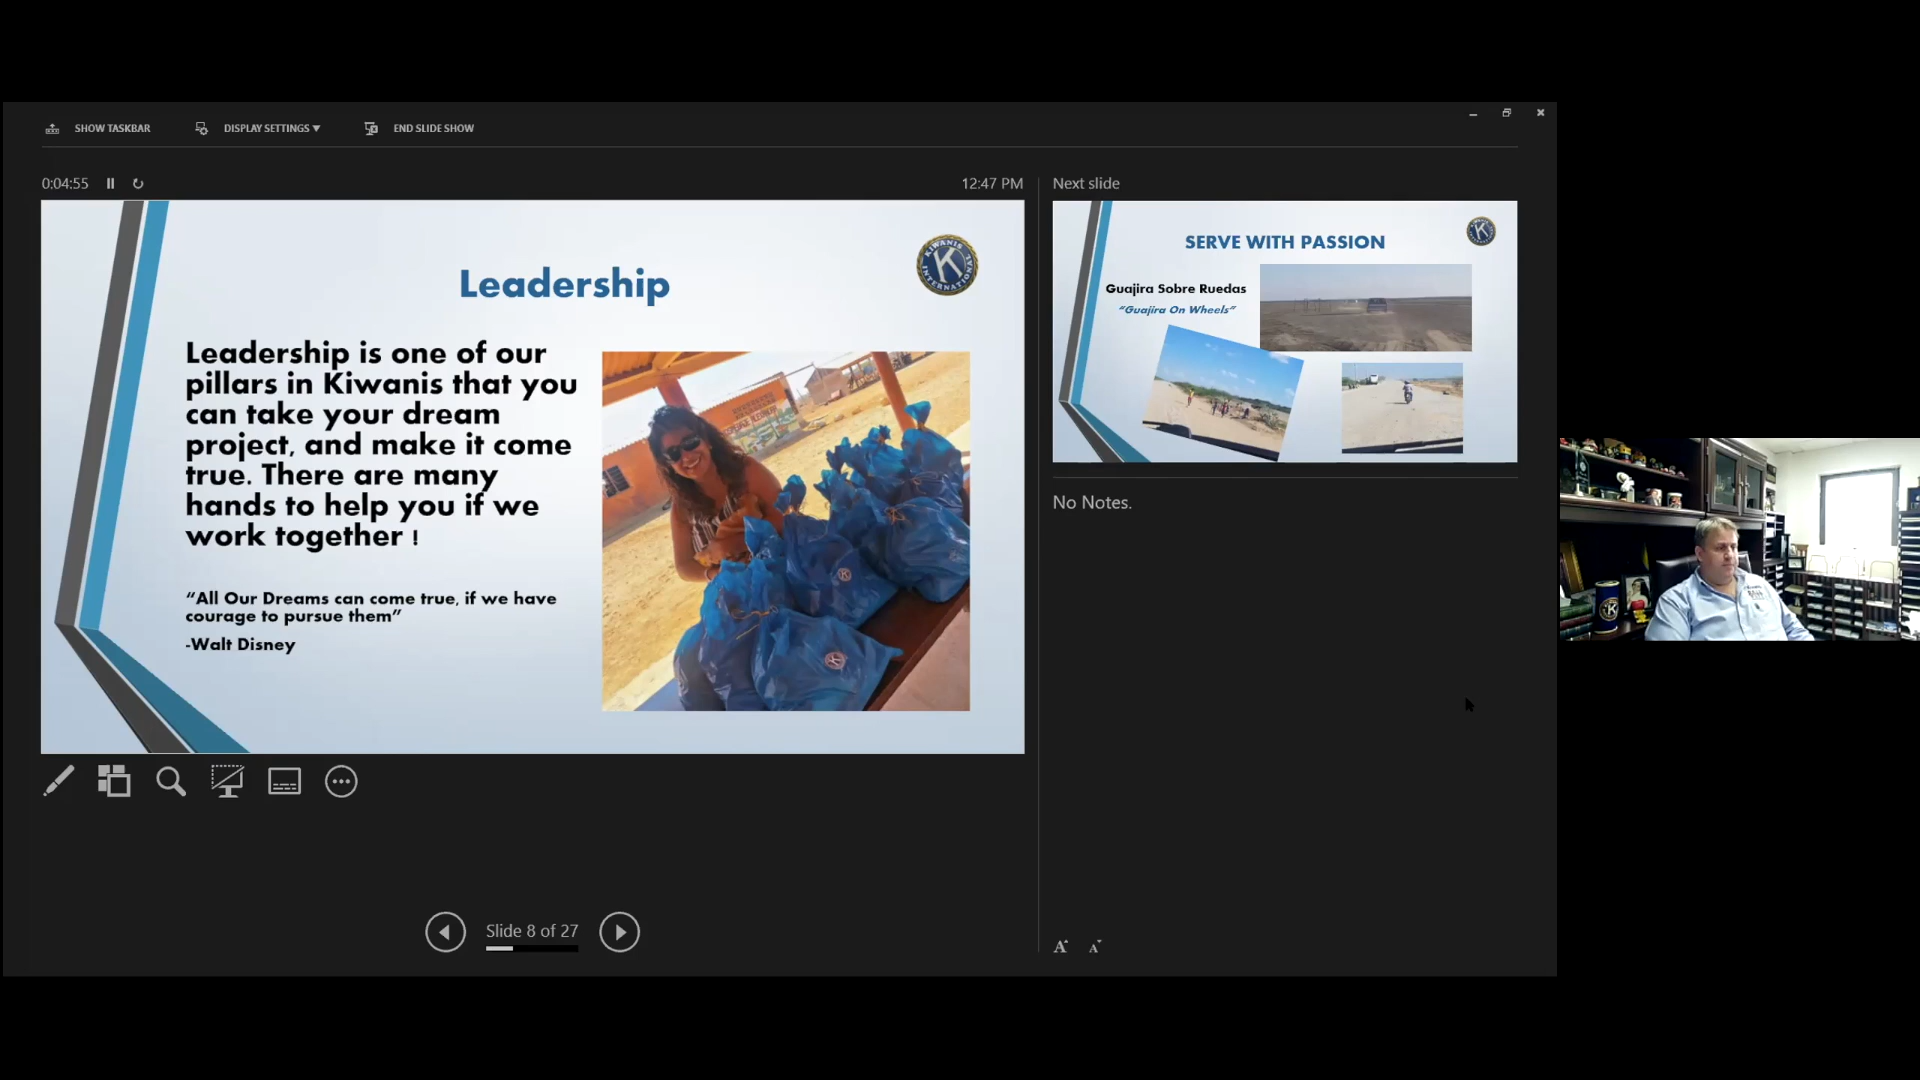 SHOW TASKBAR
DISPLAY SETTINGS
END SLIDE SHOW
0:04:55
12:47 PM
Leadership
KIWANIS
K
INTERNATIONAL
Leadership is one of our
pillars in Kiwanis that you
can take your dream
project, and make it come
true. There are many
hands to help you if we
work together !
“All Our Dreams can come true, if we have
courage to pursue them”
-Walt Disney
Slide 8 of 27
Next slide
SERVE WITH PASSION
K
Guajira Sobre Ruedas
“Guajira On Wheels”
No Notes.
A
A
K